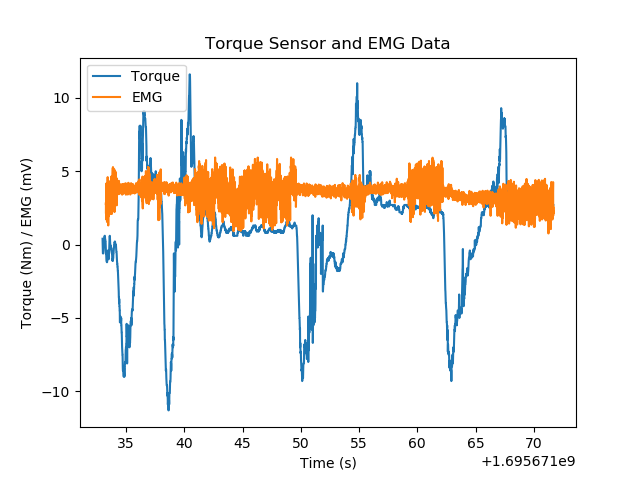 Torque Sensor and EMG Data
Torque
EMG
Torque (Nm) / EMG (mV)
10
5
0
−5
−10
35 40 45 50 55 60 65 70
Time (s)
+1.695671e9